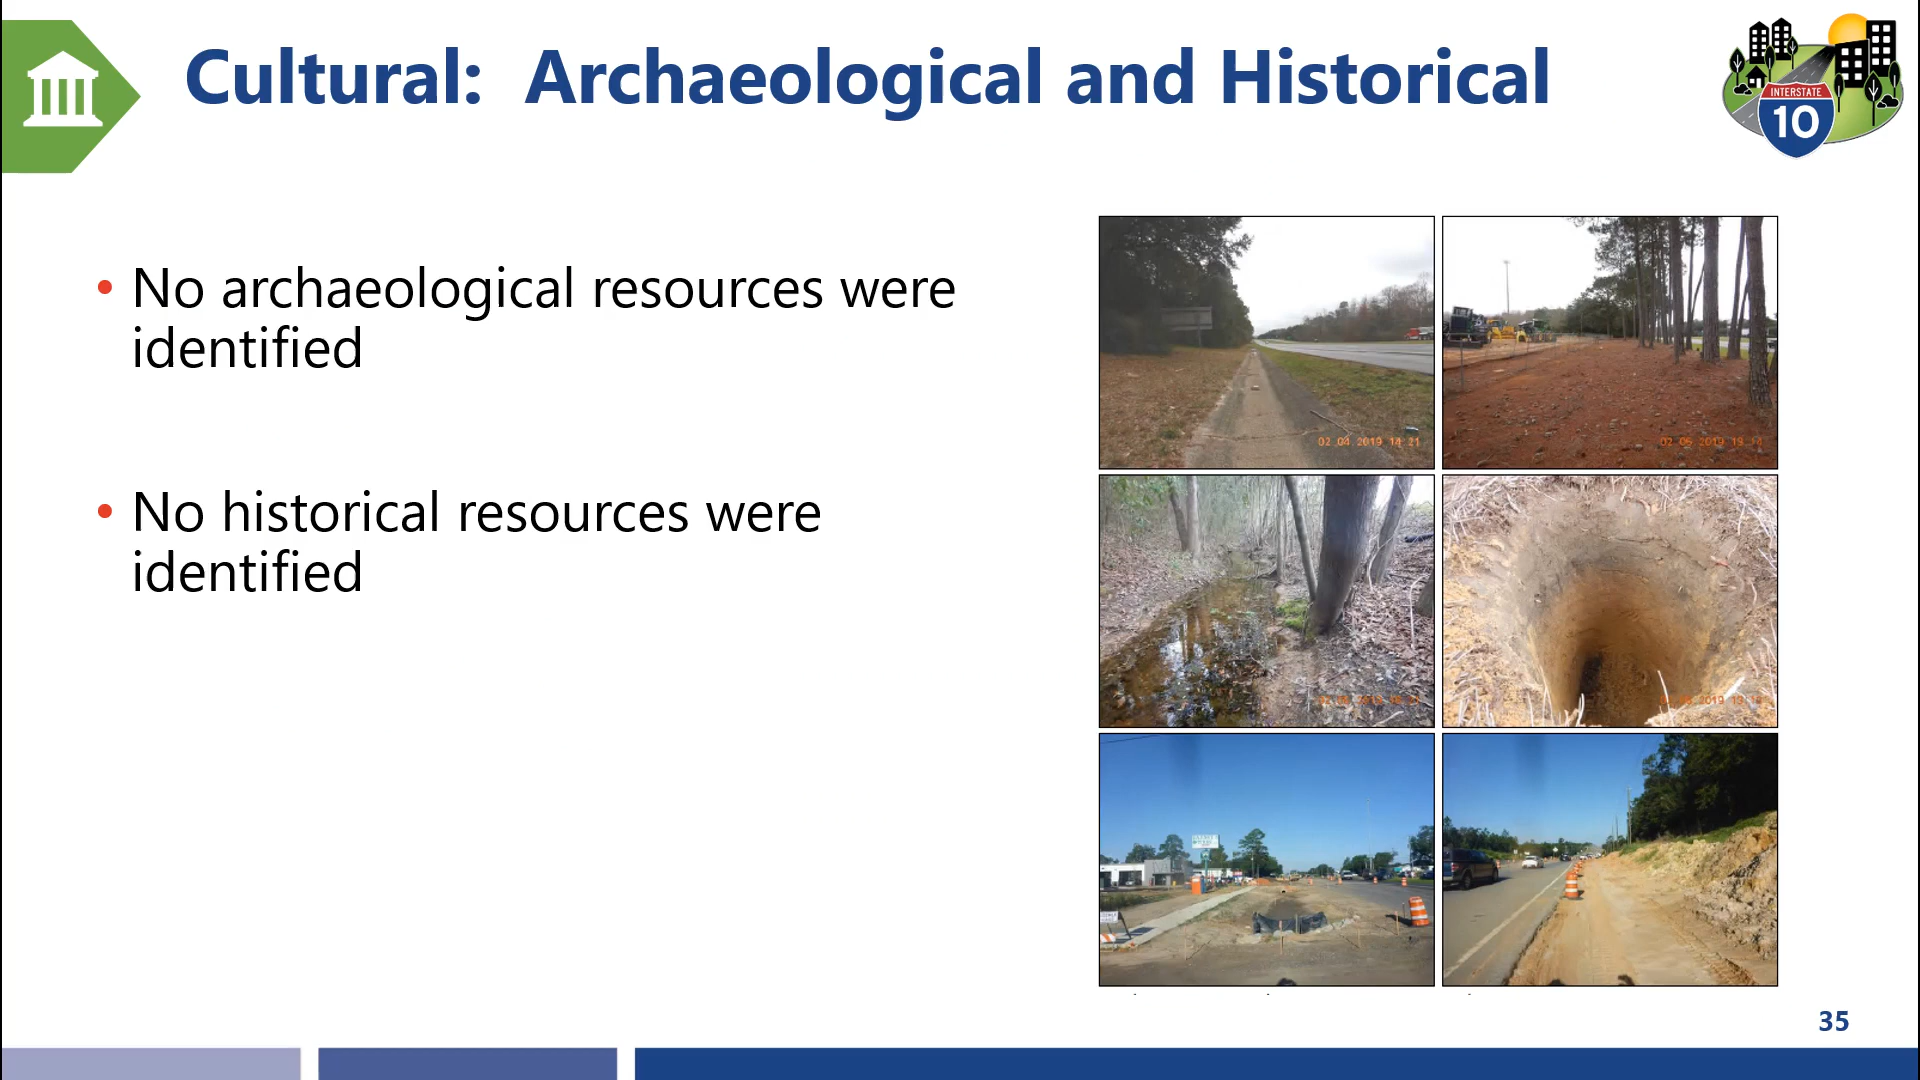 Cultural:  Archaeological and Historical
INTERSTATE
10
• No archaeological resources were
identified
• No historical resources were
identified
02 04 2019 14 21
35